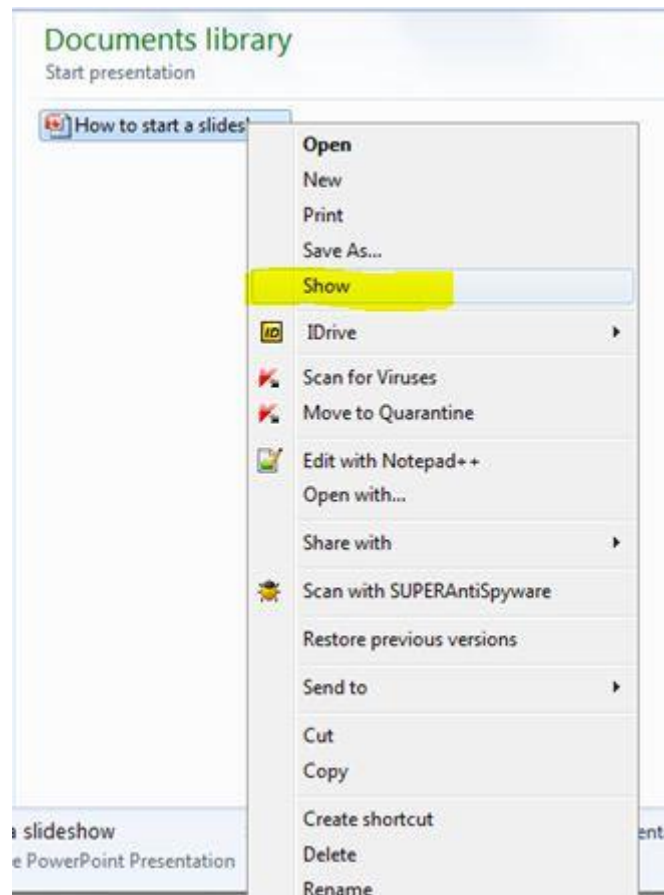 Documents library
Start presentation
How to start a slides
Open
New
Print
Save As...
Show
ID IDrive
Scan for Viruses
Move to Quarantine
Edit with Notepad++
Open with...
Share with
Scan with SUPERAntiSpyware
Restore previous versions
Send to
Cut
Copy
Create shortcut
Delete
Rename
a slideshow
e PowerPoint Presentation
ent